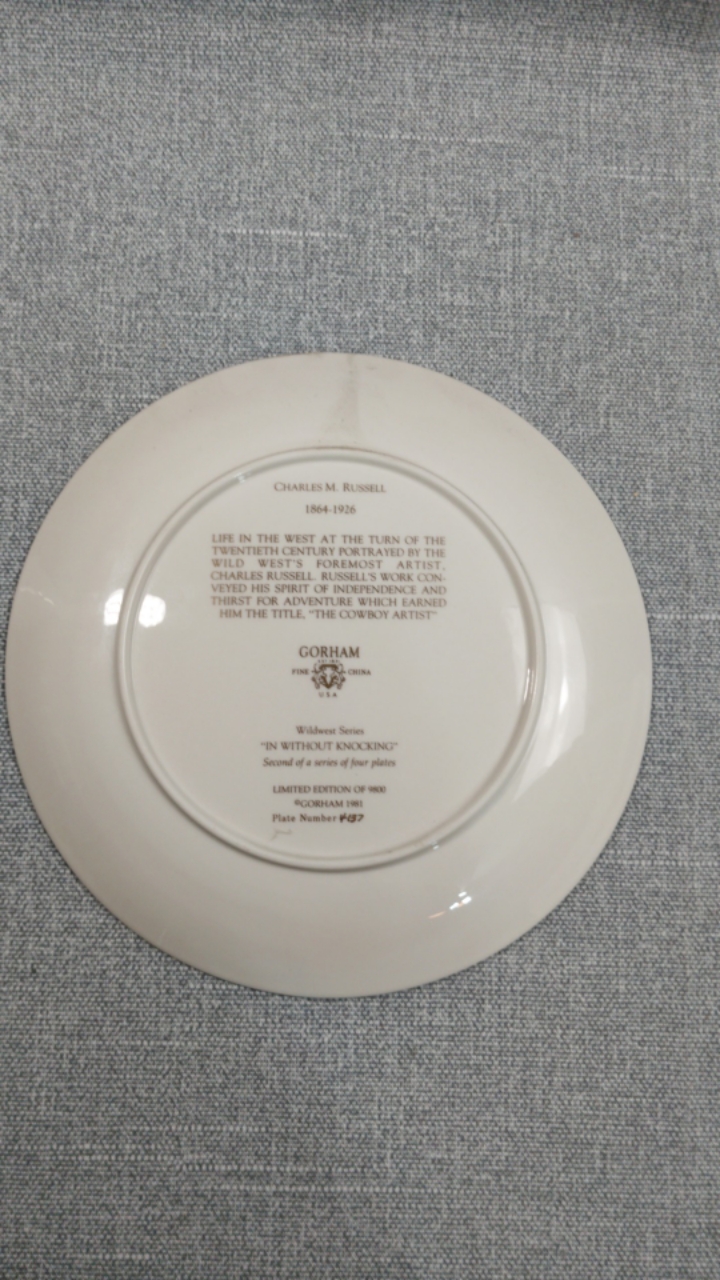 CHARLES M. RUSSELL
1864-1926
LIFE IN THE WEST AT THE TURN OF THE
TWENTIETH CENTURY PORTRAYED BY THE
WILD WEST'S FOREMOST ARTIST,
CHARLES RUSSELL. RUSSELL'S WORK CON-
VEYED HIS SPIRIT OF INDEPENDENCE AND
THIRST FOR ADVENTURE WHICH EARNED
HIM THE TITLE, "THE COWBOY ARTIST"
GORHAM
FINE CHINA
USA
Wildwest Series
"IN WITHOUT KNOCKING"
Second of a series of four plates
LIMITED EDITION OF 9800
©GORHAM 1981
Plate Number